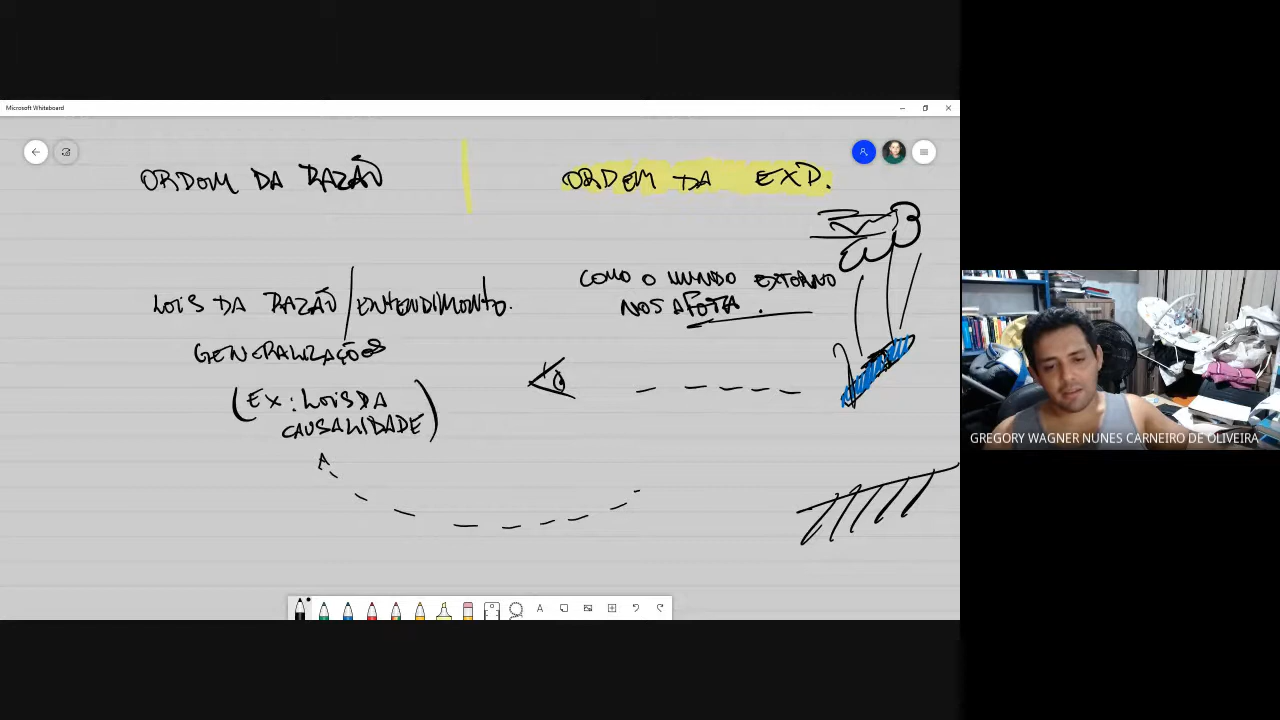 Microsoft Whiteboard
ORDEM DA RAZÃO
ORDEM DA EXP.
COMO O MUNDO EXTERNO
NOS AFETA.
LEIS DA RAZÃO/ENTENDIMENTO.
GENERALIZAÇÕES
(EX: LEIS DA
CAUSALIDADE)
A
GREGORY WAGNER NUNES CARNEIRO DE OLIVEIRA